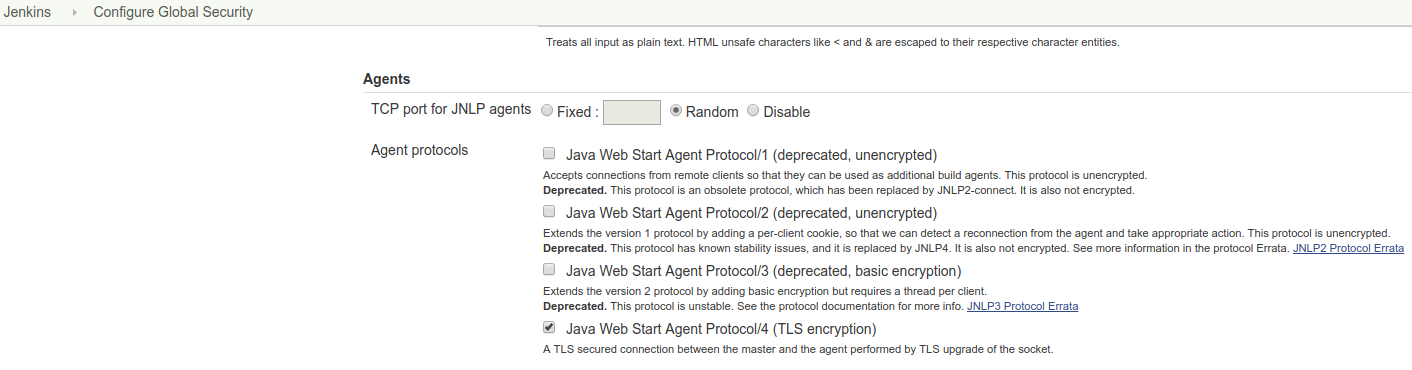 Jenkins Configure Global Security
Treats all input as plain text. HTML unsafe characters like < and & are escaped to their respective character entities.
Agents
TCP port for JNLP agents Fixed : Random Disable
Agent protocols Java Web Start Agent Protocol/1 (deprecated, unencrypted)
Accepts connections from remote clients so that they can be used as additional build agents. This protocol is unencrypted.
Deprecated. This protocol is an obsolete protocol, which has been replaced by JNLP2-connect. It is also not encrypted.
Java Web Start Agent Protocol/2 (deprecated, unencrypted)
Extends the version 1 protocol by adding a per-client cookie, so that we can detect a reconnection from the agent and take appropriate action. This protocol is unencrypted.
Deprecated. This protocol has known stability issues, and it is replaced by JNLP4. It is also not encrypted. See more information in the protocol Errata. JNLP2 Protocol Errata
Java Web Start Agent Protocol/3 (deprecated, basic encryption)
Extends the version 2 protocol by adding basic encryption but requires a thread per client.
Deprecated. This protocol is unstable. See the protocol documentation for more info. JNLP3 Protocol Errata
Java Web Start Agent Protocol/4 (TLS encryption)
A TLS secured connection between the master and the agent performed by TLS upgrade of the socket.